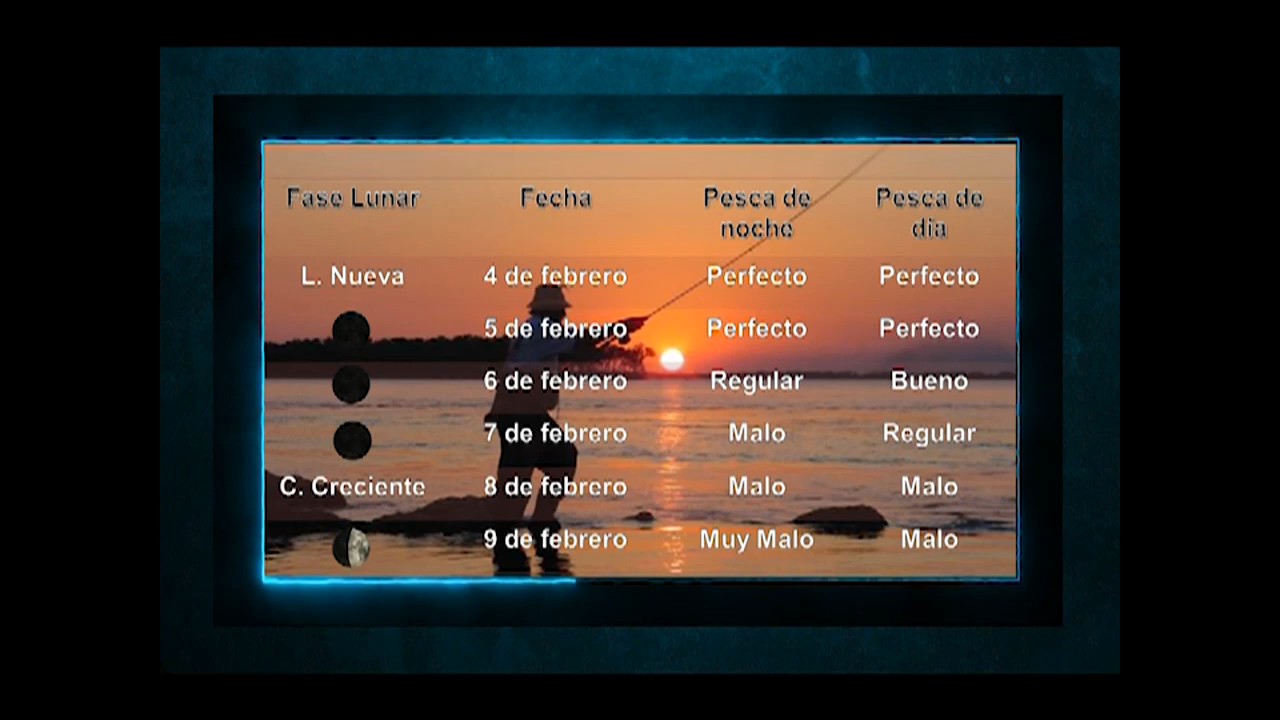 Fase Lunar Fecha Pesca de noche Pesca de dia
L. Nueva 4 de febrero Perfecto Perfecto
5 de febrero Perfecto Perfecto
6 de febrero Regular Bueno
7 de febrero Malo Regular
C. Creciente 8 de febrero Malo Malo
9 de febrero Muy Malo Malo